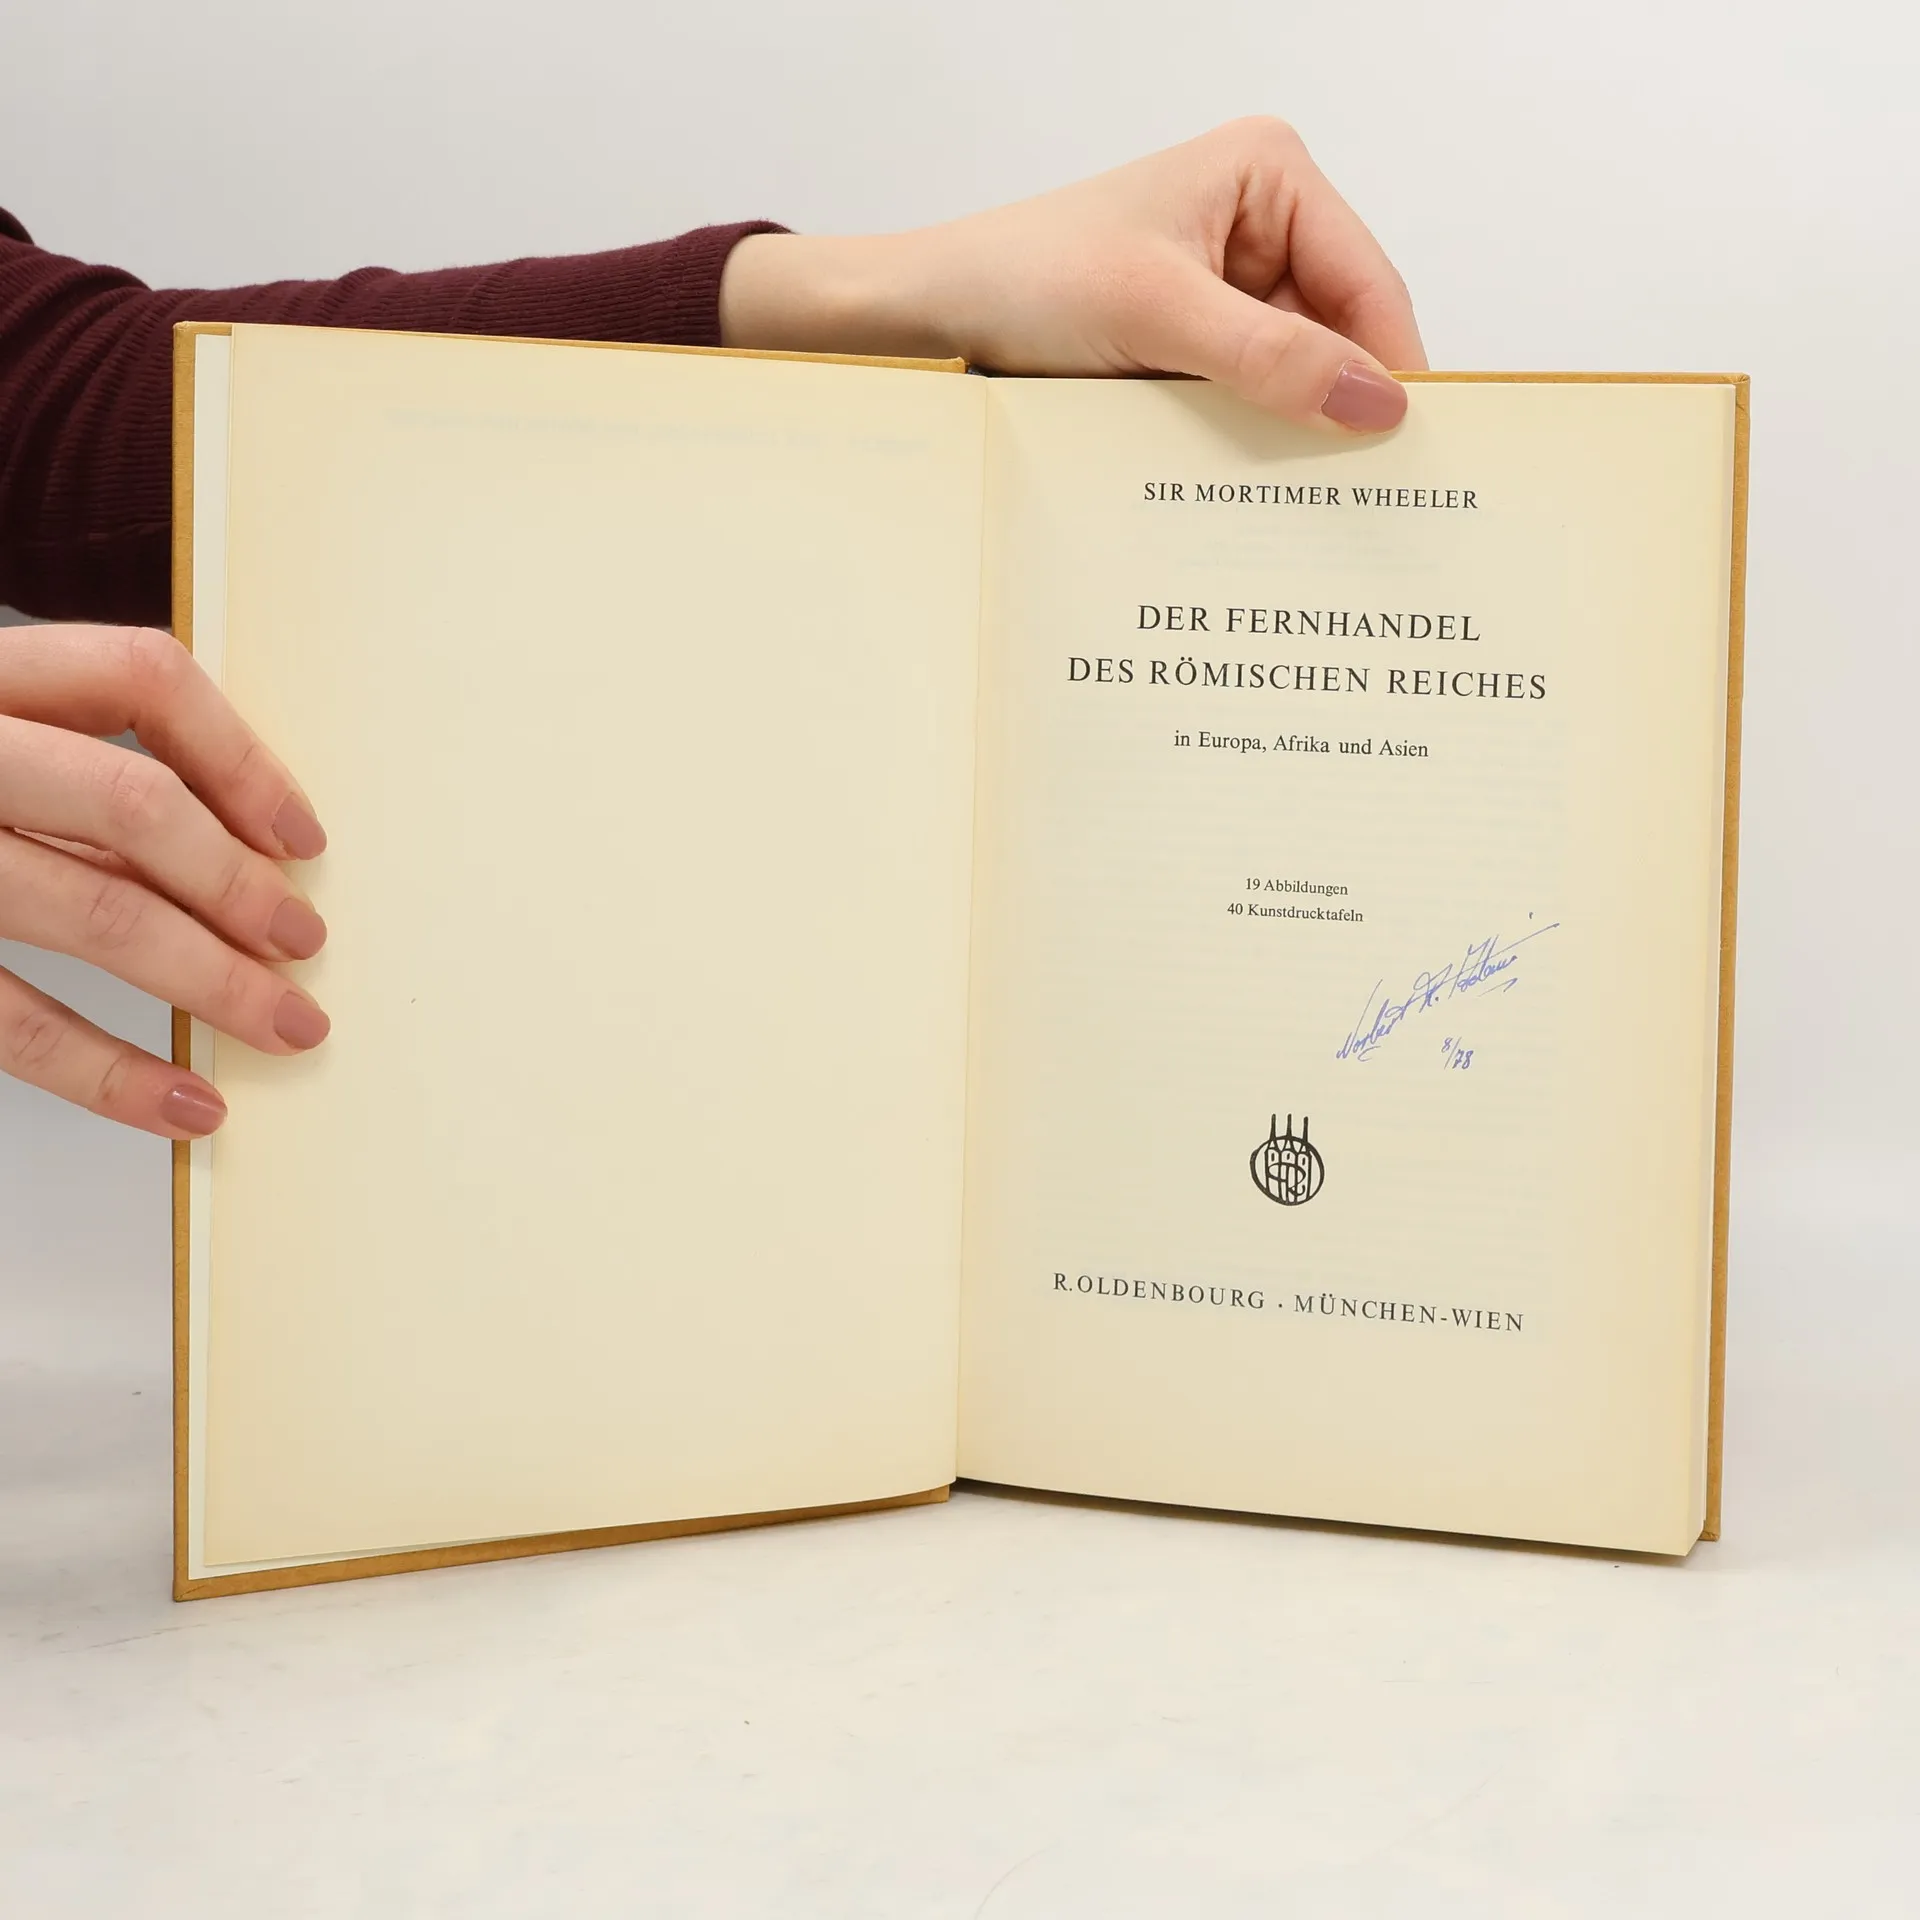 SIR MORTIMER WHEELER
DER FERNHANDEL
DES RÖMISCHEN REICHES
in Europa, Afrika und Asien
19 Abbildungen
40 Kunstdrucktafeln
Norbert
8/78
R. OLDENBOURG · MÜNCHEN-WIEN